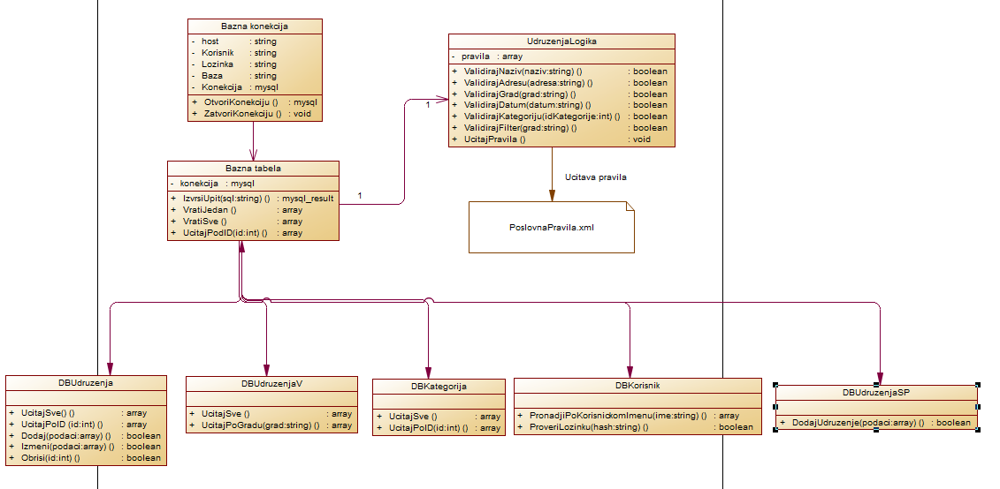 Bazna konekcija
- host : string
- Korisnik : string
- Lozinka : string
- Baza : string
- Konekcija : mysql
+ OtvoriKonekciju () : mysql
+ ZatvoriKonekciju () : void
UdruzenjaLogika
- pravila : array
+ ValidirajNaziv(naziv:string) () : boolean
+ ValidirajAdresu(adresa:string) () : boolean
+ ValidirajGrad(grad:string) () : boolean
+ ValidirajDatum(datum:string) () : boolean
+ ValidirajKategoriju(idKategorije:int) () : boolean
+ ValidirajFilter(grad:string) () : boolean
+ UcitajPravila () : void
1
Bazna tabela
- konekcija : mysql
+ IzvrsiUpit(sql:string) () : mysql_result
+ VratiJedan () : array
+ VratiSve () : array
+ UcitajPodID(id:int) () : array
1
Ucitava pravila
PoslovnaPravila.xml
DBUdruzenja
+ UcitajSve() () : array
+ UcitajPoID (id:int) () : array
+ Dodaj(podaci:array) () : boolean
+ Izmeni(podaci:array) () : boolean
+ Obrisi(id:int) () : boolean
DBUdruzenjaV
+ UcitajSve () : array
+ UcitajPoGradu(grad:string) () : array
DBKategorija
+ UcitajSve () : array
+ UcitajPoID(id:int) () : array
DBKorisnik
+ PronadjiPoKorisnickomImenu(ime:string) () : array
+ ProveriLozinku(hash:string) () : boolean
DBUdruzenjaSP
+ DodajUdruzenje(podaci:array) () : boolean